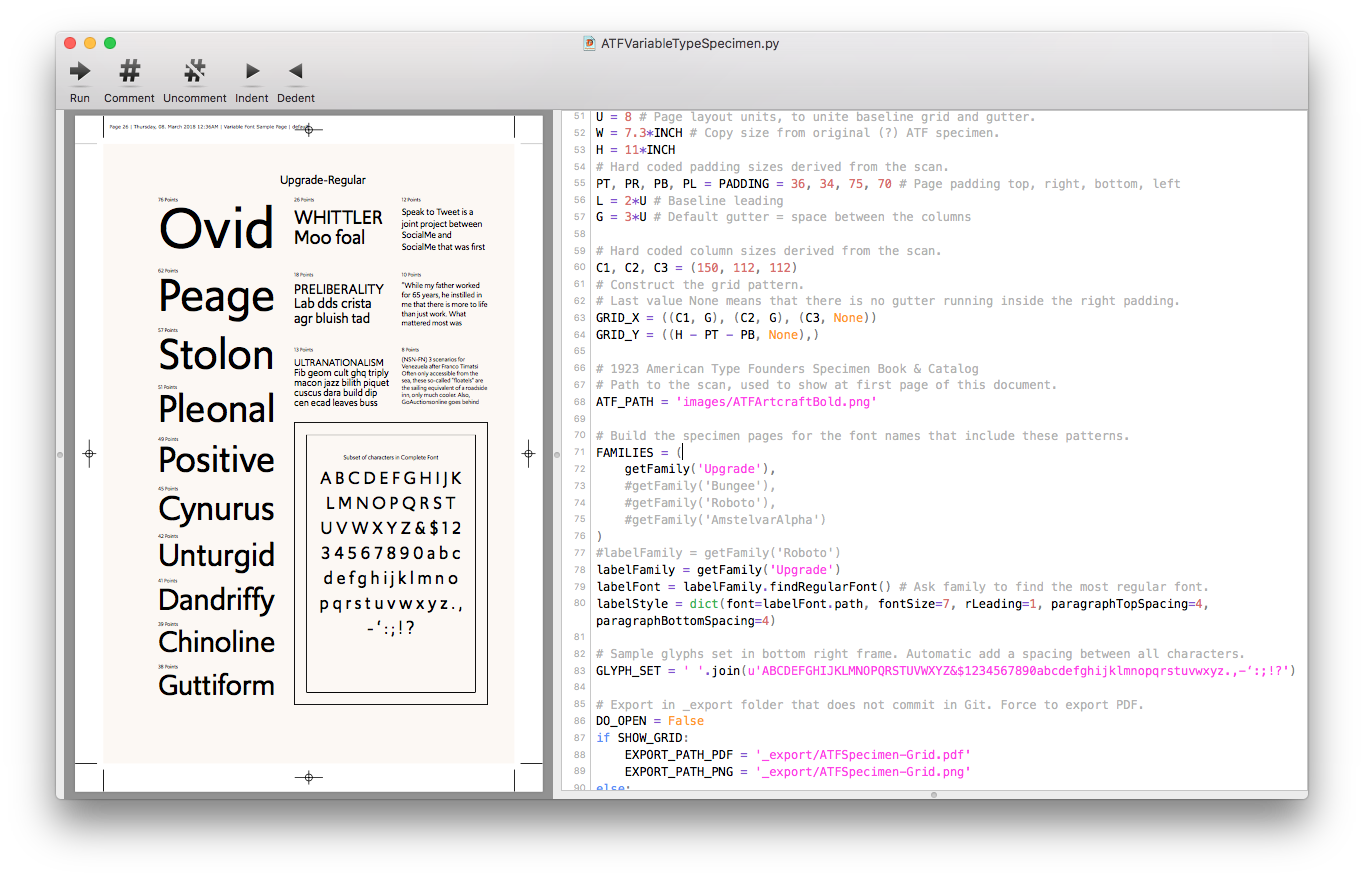 ATFVariableTypeSpecimen.py
Run Comment Uncomment Indent Dedent
Page 26 | Thursday, 08. March 2018 12:36AM | Variable Font Sample Page | default
Upgrade-Regular
76 Points
Ovid
62 Points
Peage
57 Points
Stolon
51 Points
Pleonal
49 Points
Positive
45 Points
Cynurus
42 Points
Unturgid
41 Points
Dandriffy
39 Points
Chinoline
38 Points
Guttiform
26 Points
WHITTLER
Moo foal
18 Points
PRELIBERALITY
Lab dds crista
agr bluish tad
13 Points
ULTRANATIONALISM
Fib geom cult ghq triply
macon jazz bilith piquet
cuscus dara build dip
cen ecad leaves buss
12 Points
Speak to Tweet is a
joint project between
SocialMe and
SocialMe that was first
10 Points
"While my father worked
for 65 years, he instilled in
me that there is more to life
than just work. What
mattered most was
8 Points
(NSN-FN) 3 scenarios for
Venezuela after Franco Timatsi
Often only accessible from the
sea, these so-called "floatels" are
the sailing equivalent of a roadside
inn, only much cooler. Also,
GoAuctionsonline goes behind
Subset of characters in Complete Font
A B C D E F G H I J K
L M N O P Q R S T
U V W X Y Z & $ 1 2
3 4 5 6 7 8 9 0 a b c
d e f g h i j k l m n o
p q r s t u v w x y z . ,
- ‘ : ; ! ?
51 U = 8 # Page layout units, to unite baseline grid and gutter.
52 W = 7.3*INCH # Copy size from original (?) ATF specimen.
53 H = 11*INCH
54 # Hard coded padding sizes derived from the scan.
55 PT, PR, PB, PL = PADDING = 36, 34, 75, 70 # Page padding top, right, bottom, left
56 L = 2*U # Baseline leading
57 G = 3*U # Default gutter = space between the columns
58
59 # Hard coded column sizes derived from the scan.
60 C1, C2, C3 = (150, 112, 112)
61 # Construct the grid pattern.
62 # Last value None means that there is no gutter running inside the right padding.
63 GRID_X = ((C1, G), (C2, G), (C3, None))
64 GRID_Y = ((H - PT - PB, None),)
65
66 # 1923 American Type Founders Specimen Book & Catalog
67 # Path to the scan, used to show at first page of this document.
68 ATF_PATH = 'images/ATFArtcraftBold.png'
69
70 # Build the specimen pages for the font names that include these patterns.
71 FAMILIES = (
72 getFamily('Upgrade'),
73 #getFamily('Bungee'),
74 #getFamily('Roboto'),
75 #getFamily('AmstelvarAlpha')
76 )
77 #labelFamily = getFamily('Roboto')
78 labelFamily = getFamily('Upgrade')
79 labelFont = labelFamily.findRegularFont() # Ask family to find the most regular font.
80 labelStyle = dict(font=labelFont.path, fontSize=7, rLeading=1, paragraphTopSpacing=4,
paragraphBottomSpacing=4)
81
82 # Sample glyphs set in bottom right frame. Automatic add a spacing between all characters.
83 GLYPH_SET = ' '.join(u'ABCDEFGHIJKLMNOPQRSTUVWXYZ&$1234567890abcdefghijklmnopqrstuvwxyz.,-‘:;!?')
84
85 # Export in _export folder that does not commit in Git. Force to export PDF.
86 DO_OPEN = False
87 if SHOW_GRID:
88 EXPORT_PATH_PDF = '_export/ATFSpecimen-Grid.pdf'
89 EXPORT_PATH_PNG = '_export/ATFSpecimen-Grid.png'
90 else: